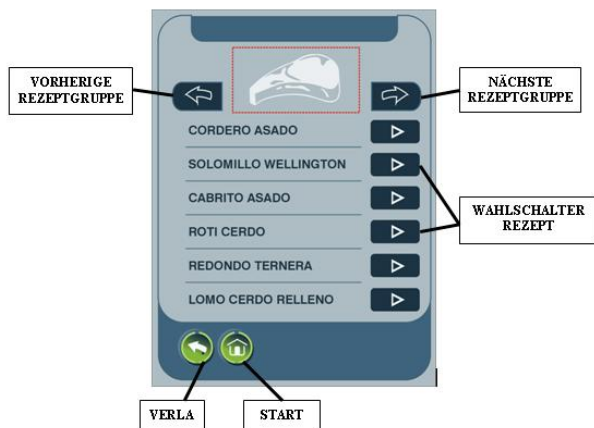 VORHERIGE
REZEPTGRUPPE
NÄCHSTE
REZEPTGRUPPE
CORDERO ASADO
SOLOMILLO WELLINGTON
CABRITO ASADO
ROTI CERDO
REDONDO TERNERA
LOMO CERDO RELLENO
WAHLSCHALTER
REZEPT
VERLA
START